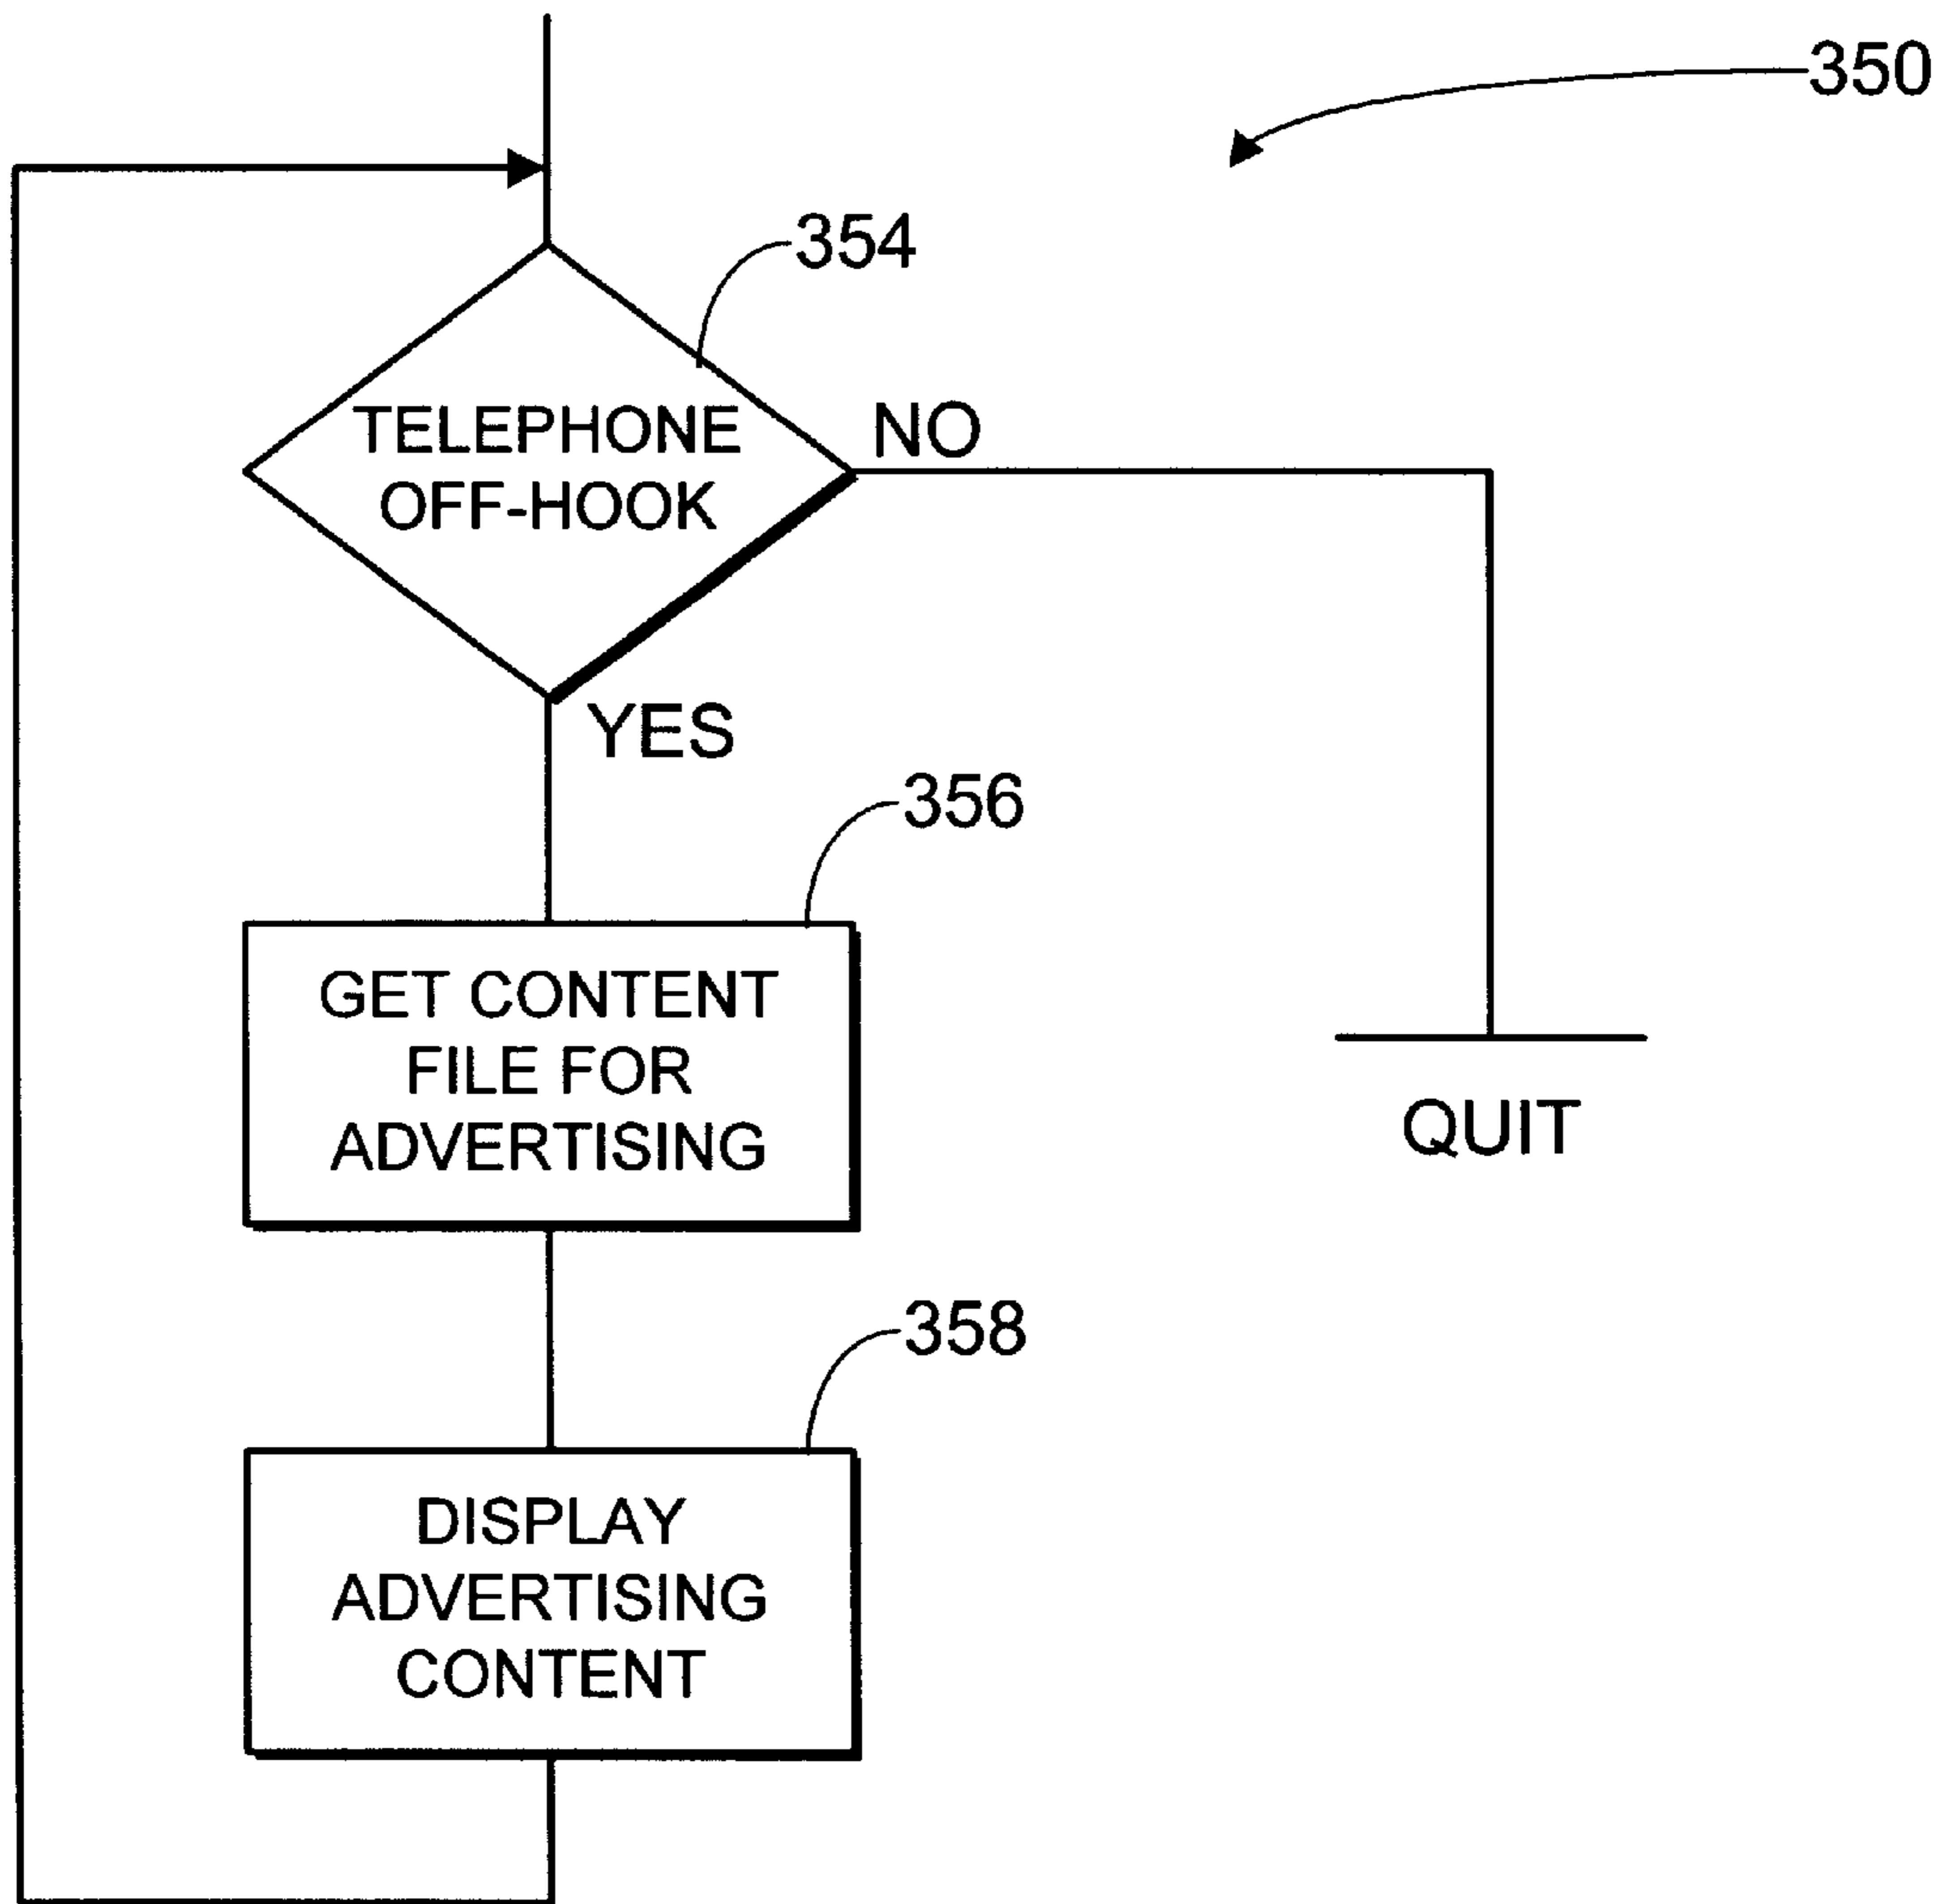 350
354
TELEPHONE
OFF-HOOK
NO
YES
356
GET CONTENT
FILE FOR
ADVERTISING
QUIT
358
DISPLAY
ADVERTISING
CONTENT